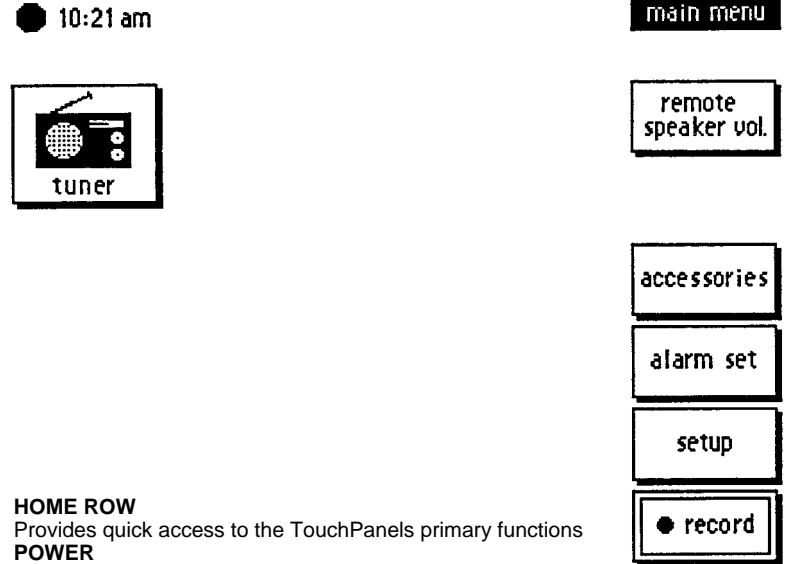 10:21 am
main menu
remote
speaker vol.
tuner
accessories
alarm set
setup
record
HOME ROW
Provides quick access to the TouchPanels primary functions
POWER